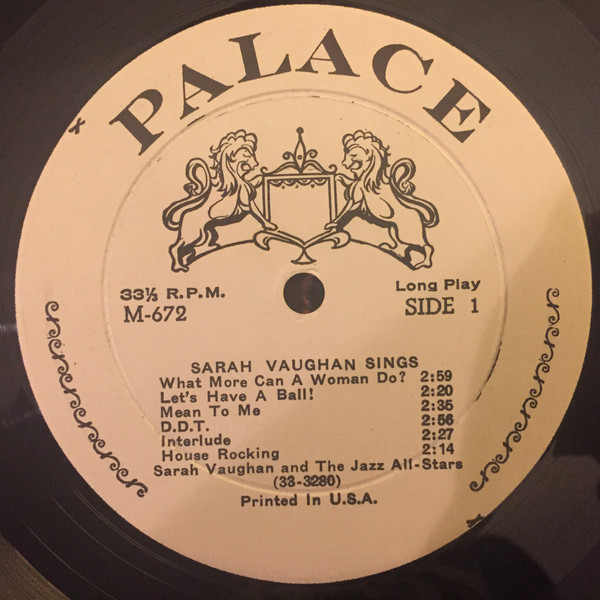 PALACE
33⅓ R.P.M. Long Play
M-672 SIDE 1
SARAH VAUGHAN SINGS
What More Can A Woman Do? 2:59
Let's Have A Ball! 2:20
Mean To Me 2:35
D.D.T. 2:56
Interlude 2:27
House Rocking 2:14
Sarah Vaughan and The Jazz All-Stars
(33-3280)
Printed In U.S.A.